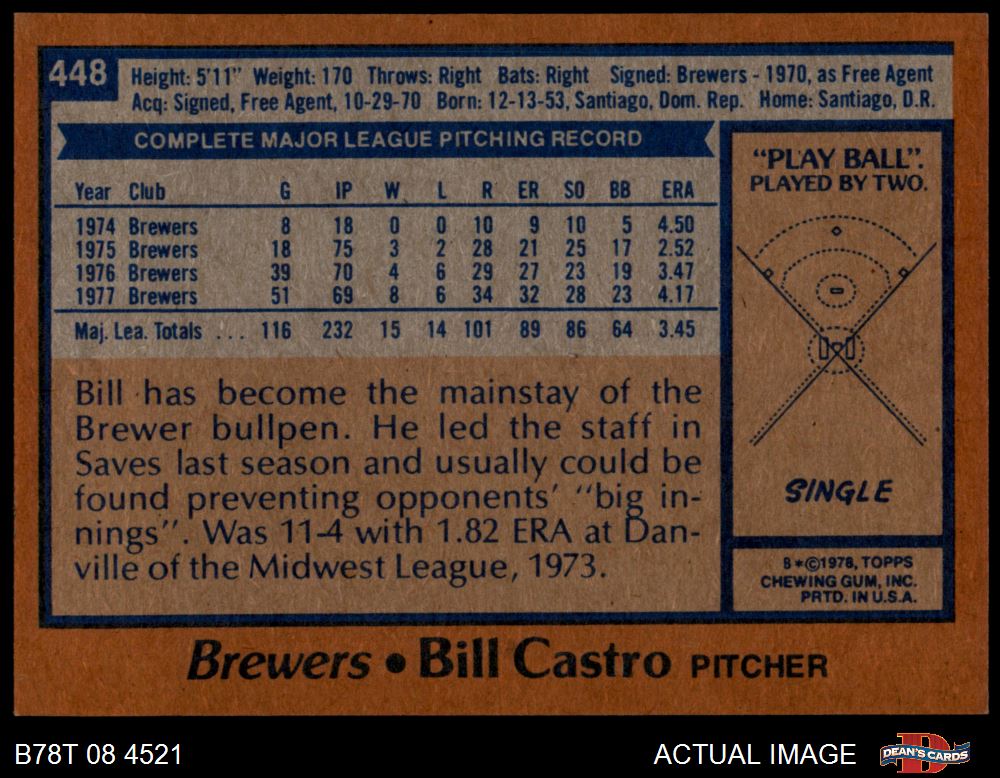 448
Height: 5'11" Weight: 170 Throws: Right Bats: Right Signed: Brewers - 1970, as Free Agent
Acq: Signed, Free Agent, 10-29-70 Born: 12-13-53, Santiago, Dom. Rep. Home: Santiago, D.R.
COMPLETE MAJOR LEAGUE PITCHING RECORD
Year Club G IP W L R ER SO BB ERA
1974 Brewers 8 18 0 0 10 9 10 5 4.50
1975 Brewers 18 75 3 2 28 21 25 17 2.52
1976 Brewers 39 70 4 6 29 27 23 19 3.47
1977 Brewers 51 69 8 6 34 32 28 23 4.17
Maj. Lea. Totals ... 116 232 15 14 101 89 86 64 3.45
Bill has become the mainstay of the
Brewer bullpen. He led the staff in
Saves last season and usually could be
found preventing opponents' "big in-
nings". Was 11-4 with 1.82 ERA at Dan-
ville of the Midwest League, 1973.
"PLAY BALL".
PLAYED BY TWO.
SINGLE
B*©1978, TOPPS
CHEWING GUM, INC.
PRTD. IN U.S.A.
Brewers • Bill Castro PITCHER
B78T 08 4521
ACTUAL IMAGE
D
DEAN'S CARDS